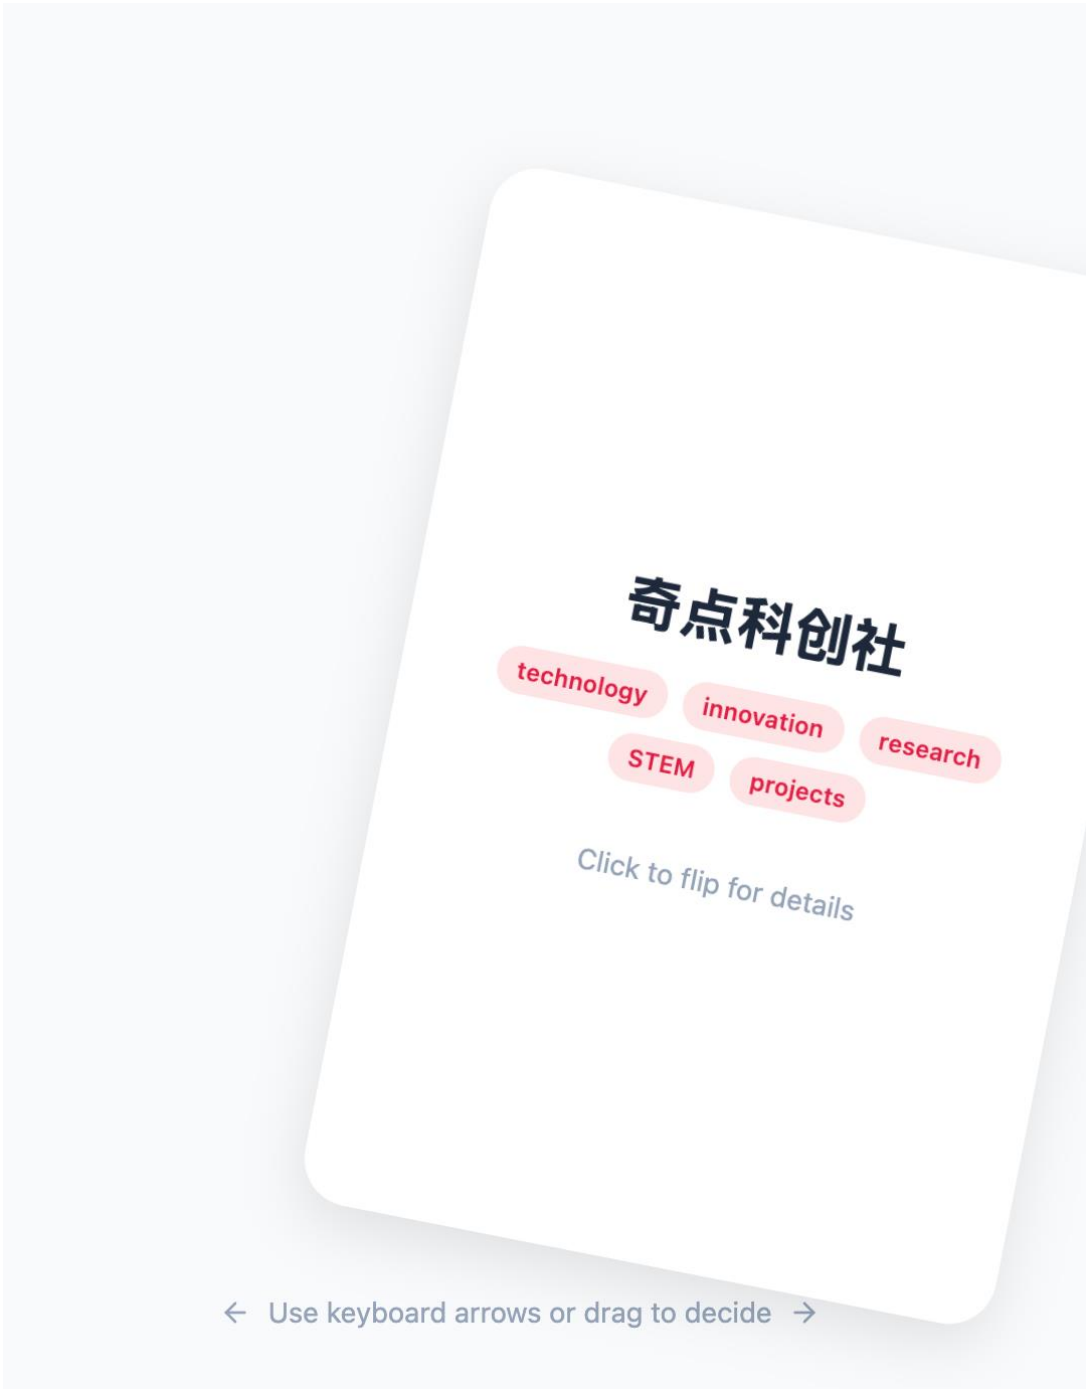 奇点科创社
technology innovation research
STEM projects
Click to flip for details
← Use keyboard arrows or drag to decide →